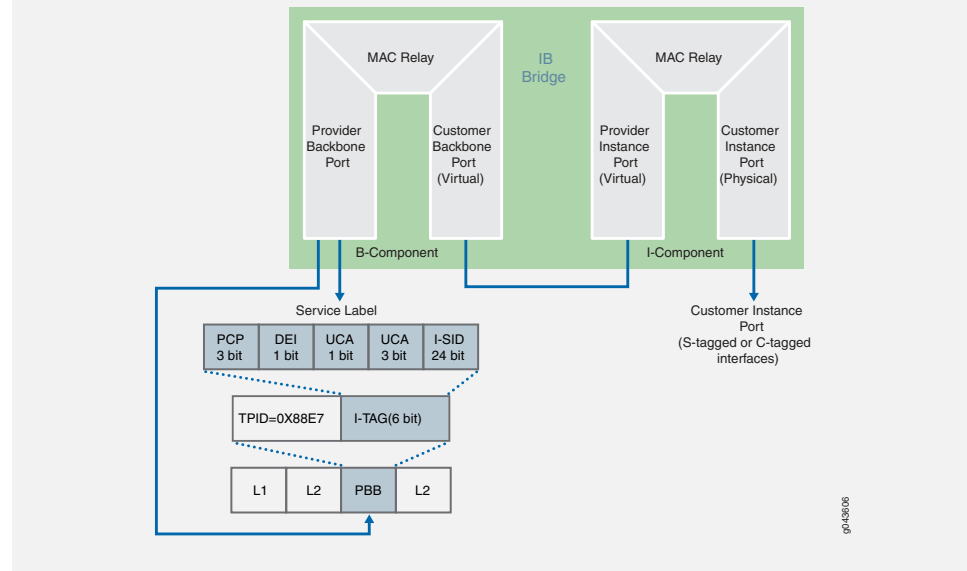 MAC Relay
IB
Bridge
MAC Relay
Provider
Backbone
Port
Customer
Backbone
Port
(Virtual)
Provider
Instance
Port
(Virtual)
Customer
Instance
Port
(Physical)
B-Component
I-Component
Service Label
PCP
3 bit
DEI
1 bit
UCA
1 bit
UCA
3 bit
I-SID
24 bit
Customer Instance
Port
(S-tagged or C-tagged
interfaces)
TPID=0X88E7
I-TAG(6 bit)
L1
L2
PBB
L2
g043606